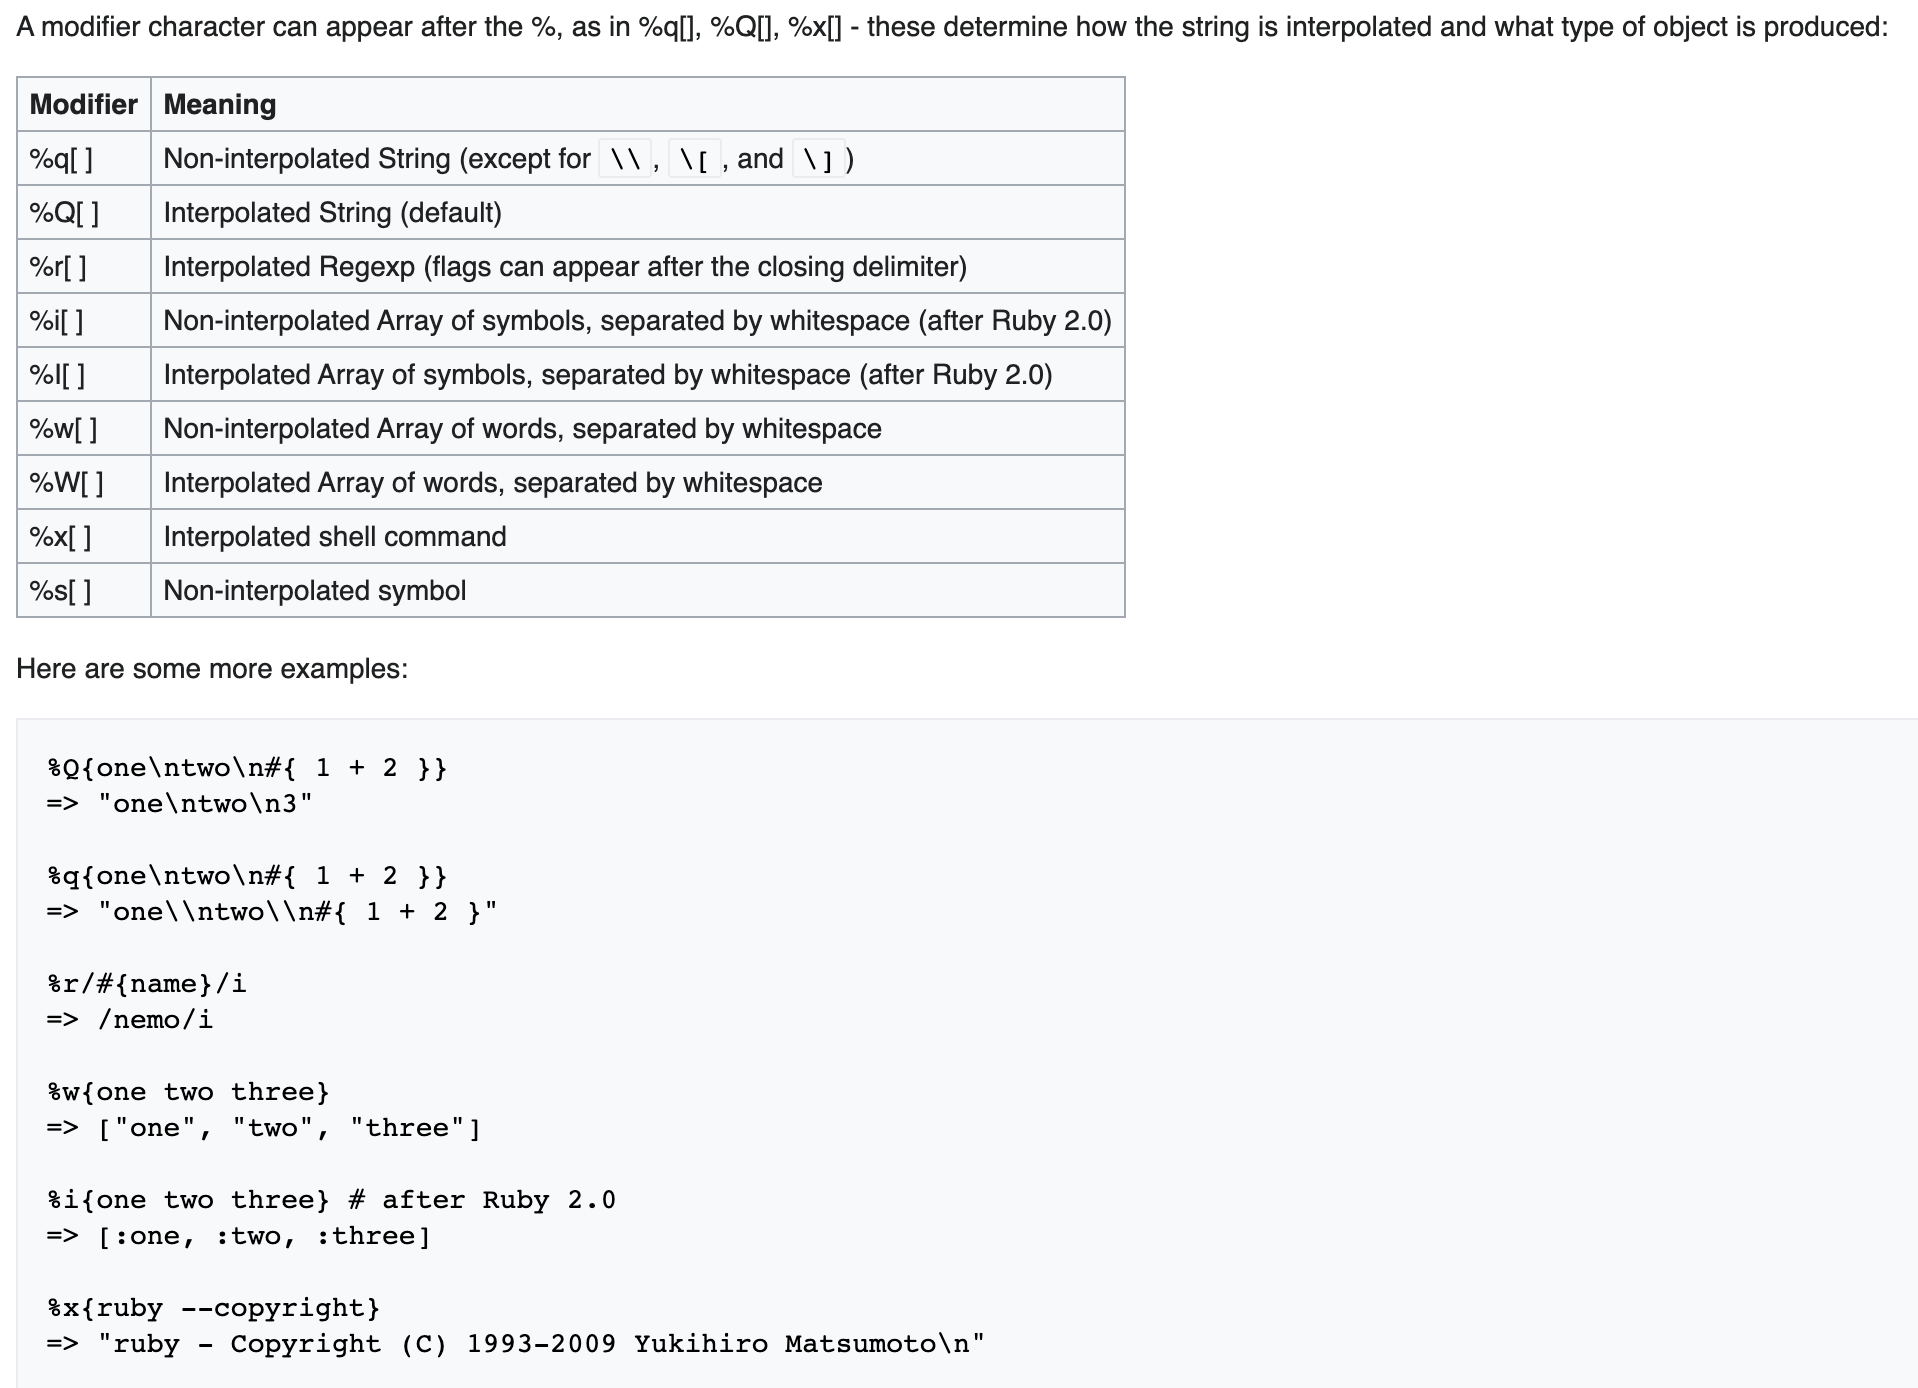 A modifier character can appear after the %, as in %q[], %Q[], %x[] - these determine how the string is interpolated and what type of object is produced:
Modifier Meaning
%q[ ] Non-interpolated String (except for \\, \[, and \])
%Q[ ] Interpolated String (default)
%r[ ] Interpolated Regexp (flags can appear after the closing delimiter)
%i[ ] Non-interpolated Array of symbols, separated by whitespace (after Ruby 2.0)
%I[ ] Interpolated Array of symbols, separated by whitespace (after Ruby 2.0)
%w[ ] Non-interpolated Array of words, separated by whitespace
%W[ ] Interpolated Array of words, separated by whitespace
%x[ ] Interpolated shell command
%s[ ] Non-interpolated symbol
Here are some more examples:
%Q{one\ntwo\n#{ 1 + 2 }}
=> "one\ntwo\n3"
%q{one\ntwo\n#{ 1 + 2 }}
=> "one\\ntwo\\n#{ 1 + 2 }"
%r/#{name}/i
=> /nemo/i
%w{one two three}
=> ["one", "two", "three"]
%i{one two three} # after Ruby 2.0
=> [:one, :two, :three]
%x{ruby --copyright}
=> "ruby - Copyright (C) 1993-2009 Yukihiro Matsumoto\n"